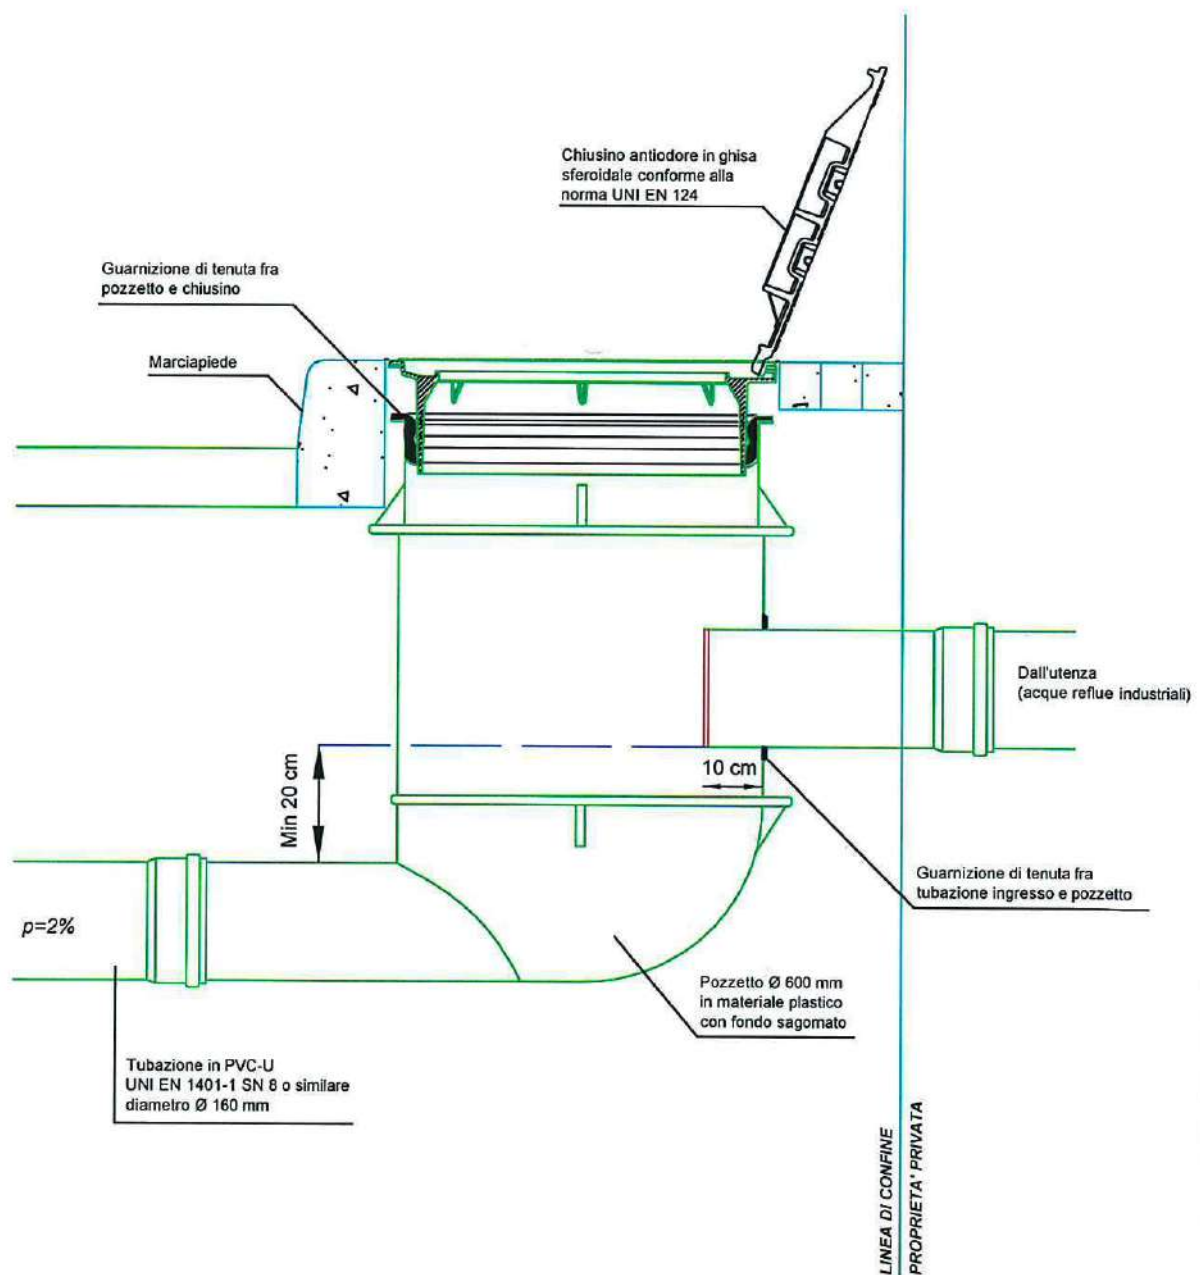 Chiusino antiodore in ghisa
sferoidale conforme alla
norma UNI EN 124
Guarnizione di tenuta fra
pozzetto e chiusino
Marciapiede
Dall'utenza
(acque reflue industriali)
10 cm
Min 20 cm
Guarnizione di tenuta fra
tubazione ingresso e pozzetto
p=2%
Pozzetto Ø 600 mm
in materiale plastico
con fondo sagomato
Tubazione in PVC-U
UNI EN 1401-1 SN 8 o similare
diametro Ø 160 mm
LINEA DI CONFINE
PROPRIETA' PRIVATA